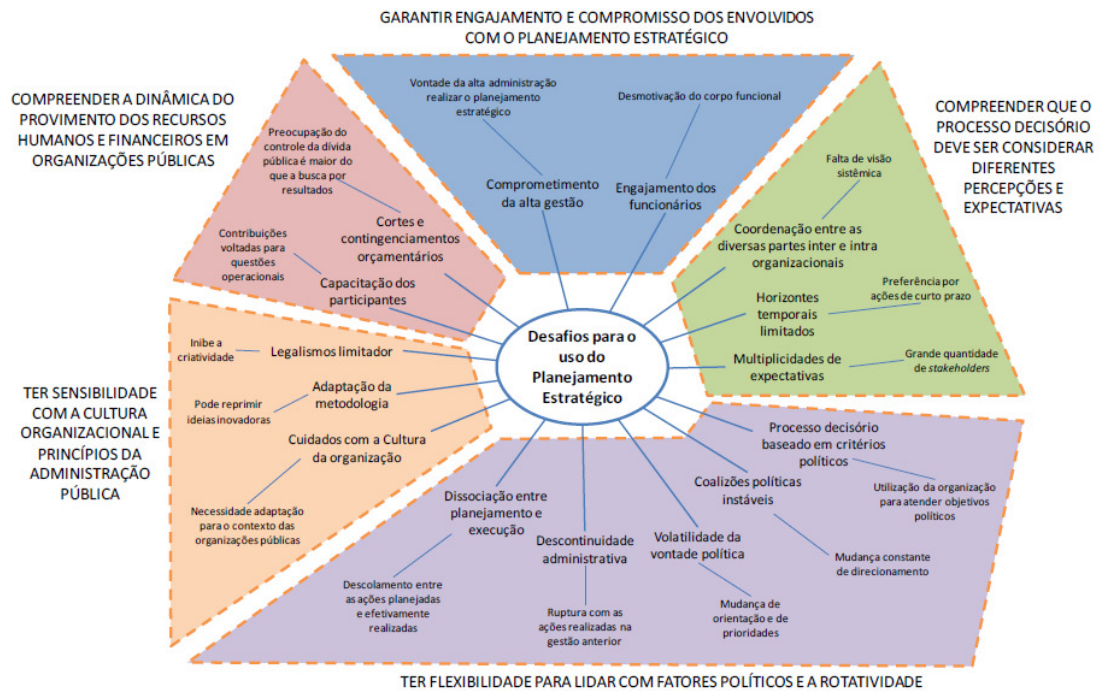 GARANTIR ENGAJAMENTO E COMPROMISSO DOS ENVOLVIDOS
COM O PLANEJAMENTO ESTRATÉGICO
Vontade da alta administração
realizar o planejamento
estratégico
Desmotivação do corpo funcional
Comprometimento
da alta gestão
Engajamento dos
funcionários
COMPREENDER A DINÂMICA DO
PROVIMENTO DOS RECURSOS
HUMANOS E FINANCEIROS EM
ORGANIZAÇÕES PÚBLICAS
Preocupação do
controle da dívida
pública é maior do
que a busca por
resultados
Cortes e
contingenciamentos
orçamentários
Contribuições
voltadas para
questões
operacionais
Capacitação dos
participantes
COMPREENDER QUE O
PROCESSO DECISÓRIO
DEVE SER CONSIDERAR
DIFERENTES
PERCEPÇÕES E
EXPECTATIVAS
Falta de visão
sistêmica
Coordenação entre as
diversas partes inter e intra
organizacionais
Preferência por
ações de curto prazo
Horizontes
temporais
limitados
Multiplicidades de
expectativas
Grande quantidade
de stakeholders
Desafios para o
uso do
Planejamento
Estratégico
TER SENSIBILIDADE
COM A CULTURA
ORGANIZACIONAL E
PRINCÍPIOS DA
ADMINISTRAÇÃO
PÚBLICA
Inibe a
criatividade
Legalismos limitador
Adaptação da
metodologia
Pode reprimir
ideias inovadoras
Cuidados com a Cultura
da organização
Necessidade adaptação
para o contexto das
organizações públicas
Processo decisório
baseado em critérios
políticos
Utilização da organização
para atender objetivos
políticos
Coalizões políticas
instáveis
Mudança constante
de direcionamento
Volatilidade da
vontade política
Mudança de
orientação e de
prioridades
Descontinuidade
administrativa
Ruptura com as
ações realizadas na
gestão anterior
Dissociação entre
planejamento e
execução
Descolamento entre
as ações planejadas
e efetivamente
realizadas
TER FLEXIBILIDADE PARA LIDAR COM FATORES POLÍTICOS E A ROTATIVIDADE